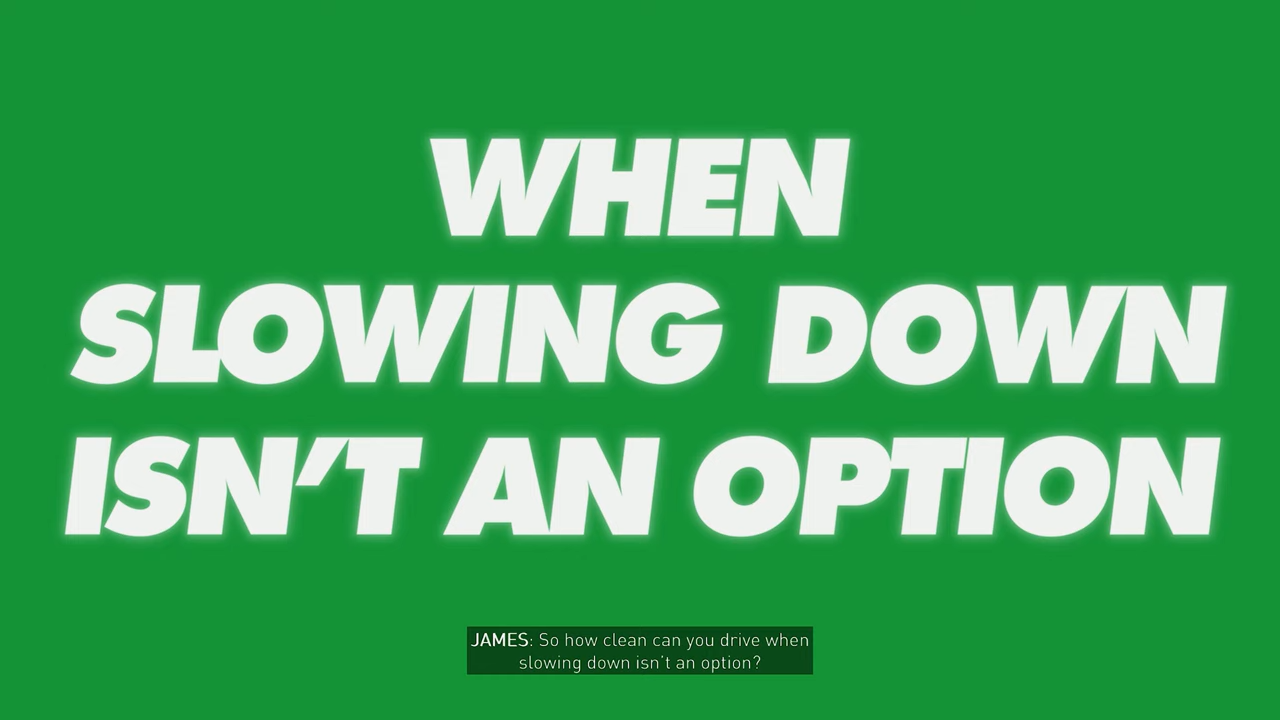 WHEN
SLOWING DOWN
ISN’T AN OPTION
JAMES: So how clean can you drive when
slowing down isn’t an option?